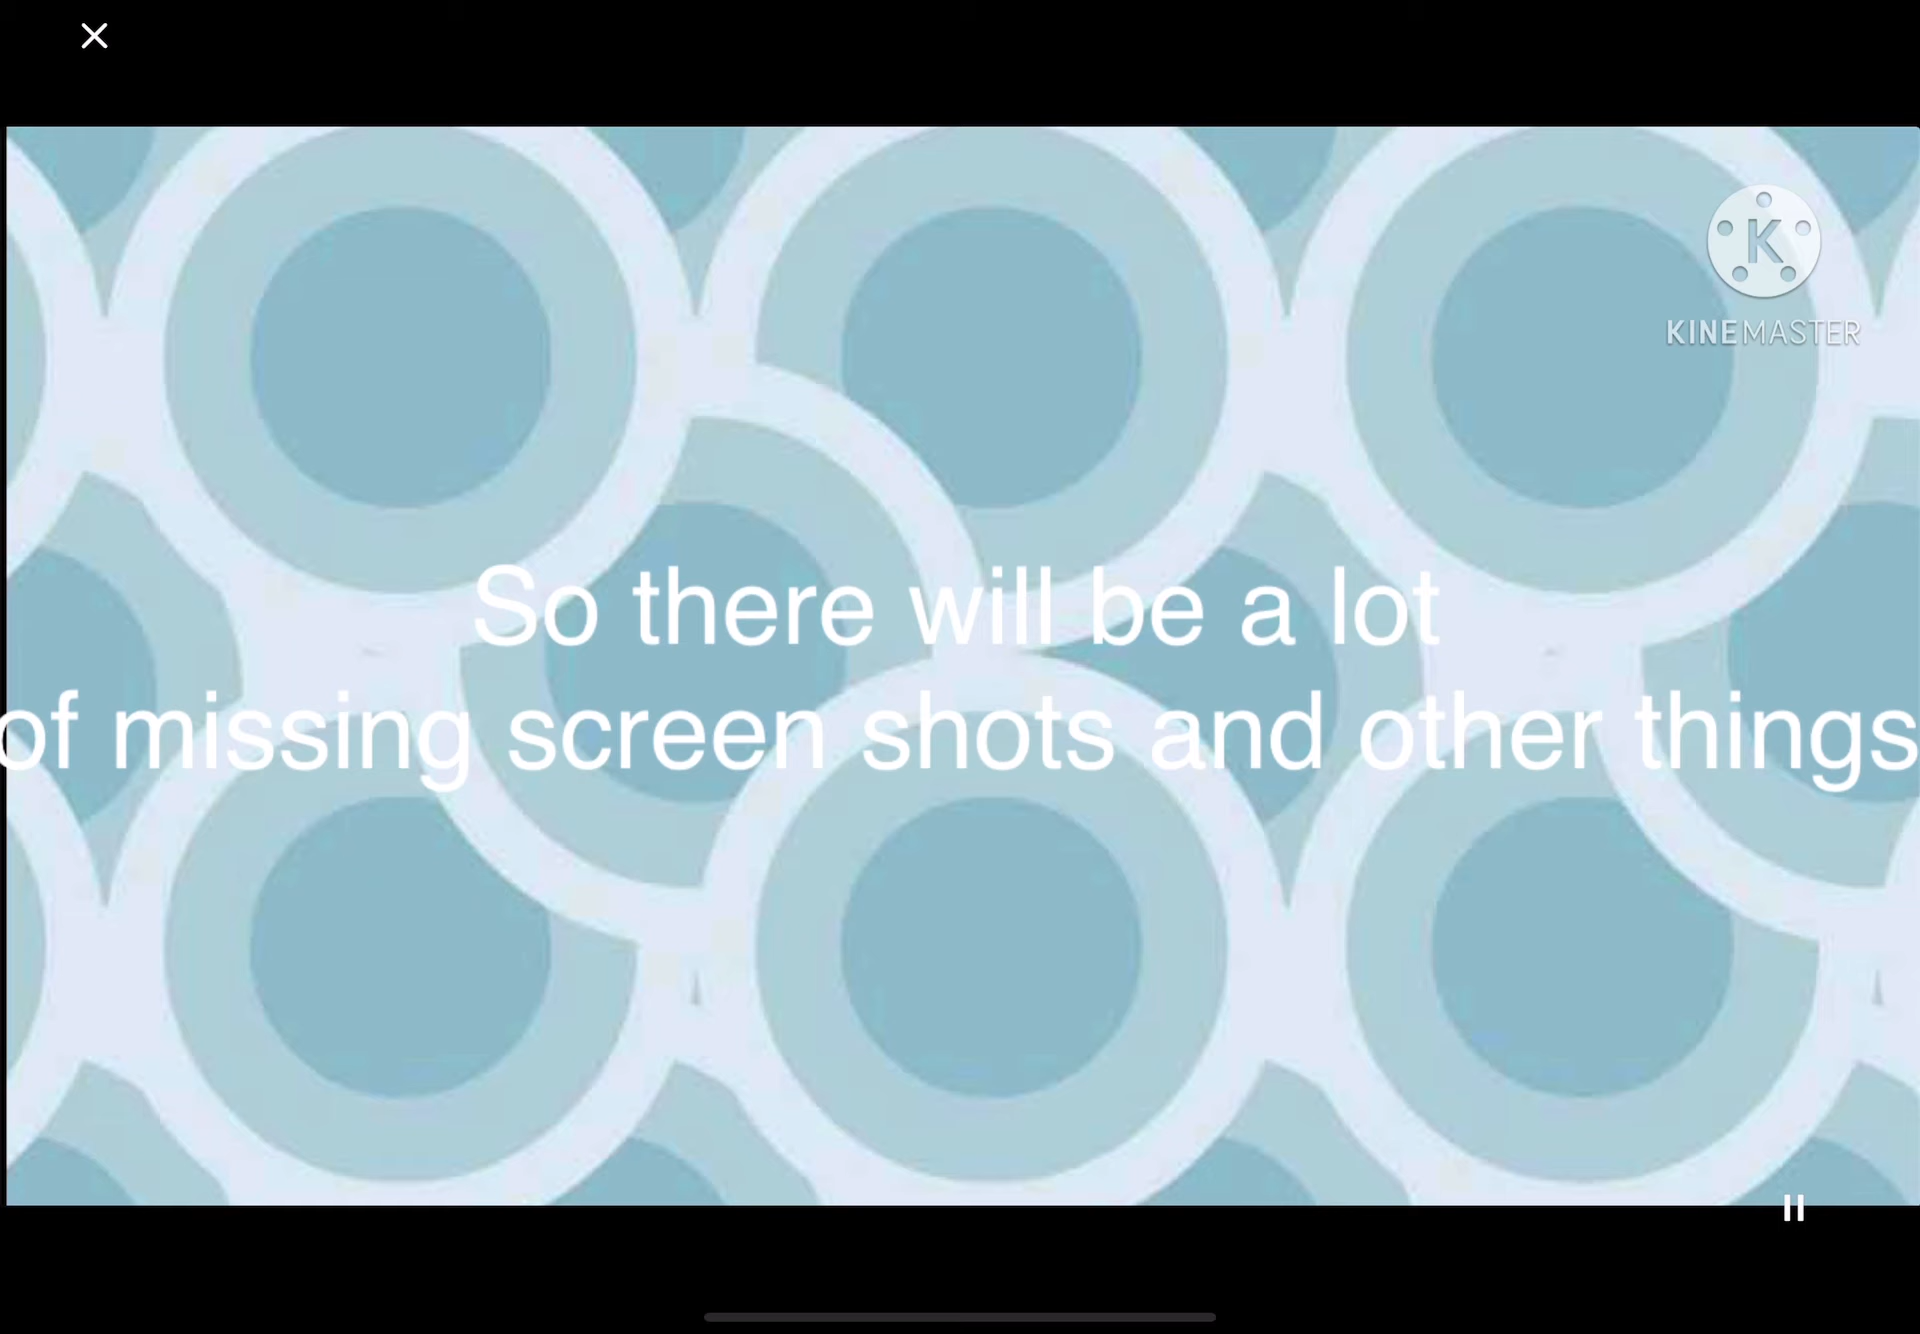 K
KINEMASTER
So there will be a lot
of missing screen shots and other things